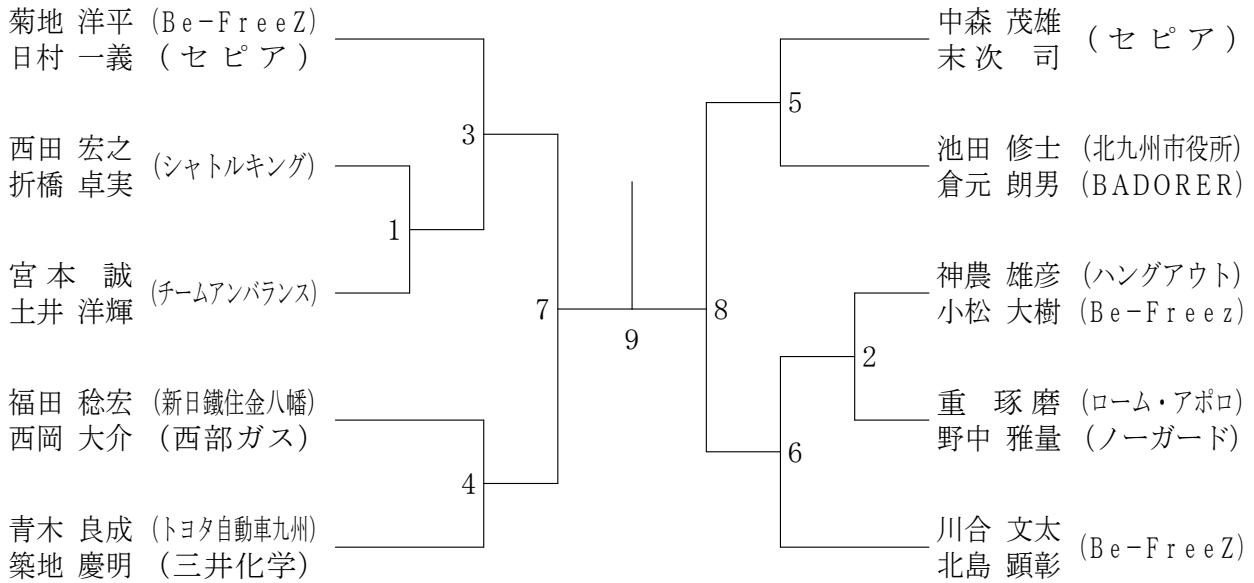 菊地 洋平 (Be−FreeZ)
日村 一義 (セピア)
3
西田 宏之 (シャトルキング)
折橋 卓実
1
宮本 誠 (チームアンバランス)
土井 洋輝
7
福田 稔宏 (新日鐵住金八幡)
西岡 大介 (西部ガス)
4
青木 良成 (トヨタ自動車九州)
築地 慶明 (三井化学)
9
中森 茂雄 (セピア)
末次 司
5
池田 修士 (北九州市役所)
倉元 朗男 (BADORER)
8
神農 雄彦 (ハングアウト)
小松 大樹 (Be−Freez)
2
重 琢磨 (ローム・アポロ)
野中 雅量 (ノーガード)
6
川合 文太 (Be−FreeZ)
北島 顕彰